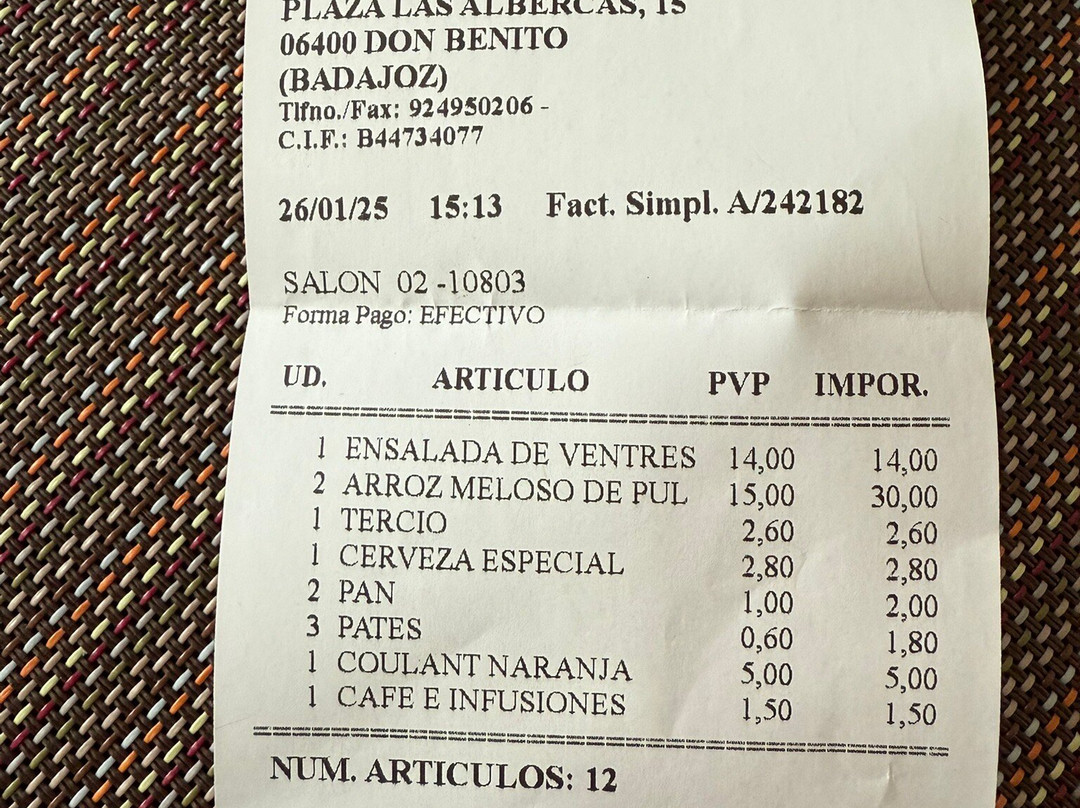 PLAZA LAS ALBERCAS, 15
06400 DON BENITO
(BADAJOZ)
Tlfno./Fax: 924950206 -
C.I.F.: B44734077
26/01/25 15:13 Fact. Simpl. A/242182
SALON 02 -10803
Forma Pago: EFECTIVO
UD. ARTICULO PVP IMPOR.
1 ENSALADA DE VENTRES 14,00 14,00
2 ARROZ MELOSO DE PUL 15,00 30,00
1 TERCIO 2,60 2,60
1 CERVEZA ESPECIAL 2,80 2,80
2 PAN 1,00 2,00
3 PATES 0,60 1,80
1 COULANT NARANJA 5,00 5,00
1 CAFE E INFUSIONES 1,50 1,50
NUM. ARTICULOS: 12